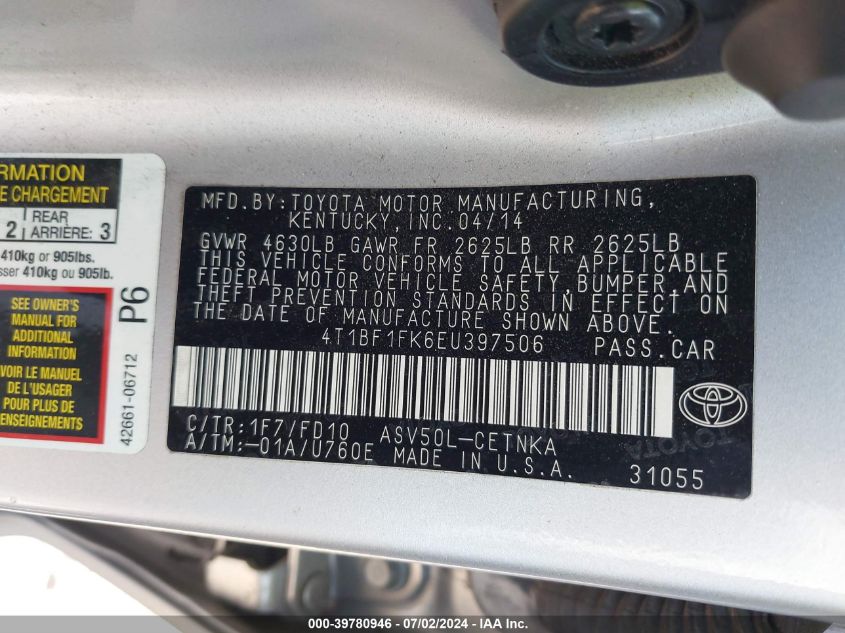 RMATION
E CHARGEMENT
2 REAR ARRIÈRE: 3
410kg or 905lbs.
sser 410kg ou 905lb.
SEE OWNER'S
MANUAL FOR
ADDITIONAL
INFORMATION
VOIR LE MANUEL
DE L'USAGER
POUR PLUS DE
ENSEIGNEMENTS
P6
42661-06712
MFD.BY:TOYOTA MOTOR MANUFACTURING,
KENTUCKY,INC.04/14
GVWR 4630LB GAWR FR 2625LB RR 2625LB
THIS VEHICLE CONFORMS TO ALL APPLICABLE
FEDERAL MOTOR VEHICLE SAFETY,BUMPER,AND
THEFT PREVENTION STANDARDS IN EFFECT ON
THE DATE OF MANUFACTURE SHOWN ABOVE.
4T1BF1FK6EU397506 PASS.CAR
C/TR:1F7/FD10 ASV50L-CETNKA
A/TM:-01A/U760E MADE IN U.S.A. 31055
TOYOTA
000-39780946 / 07/02/2024 - IAA Inc.